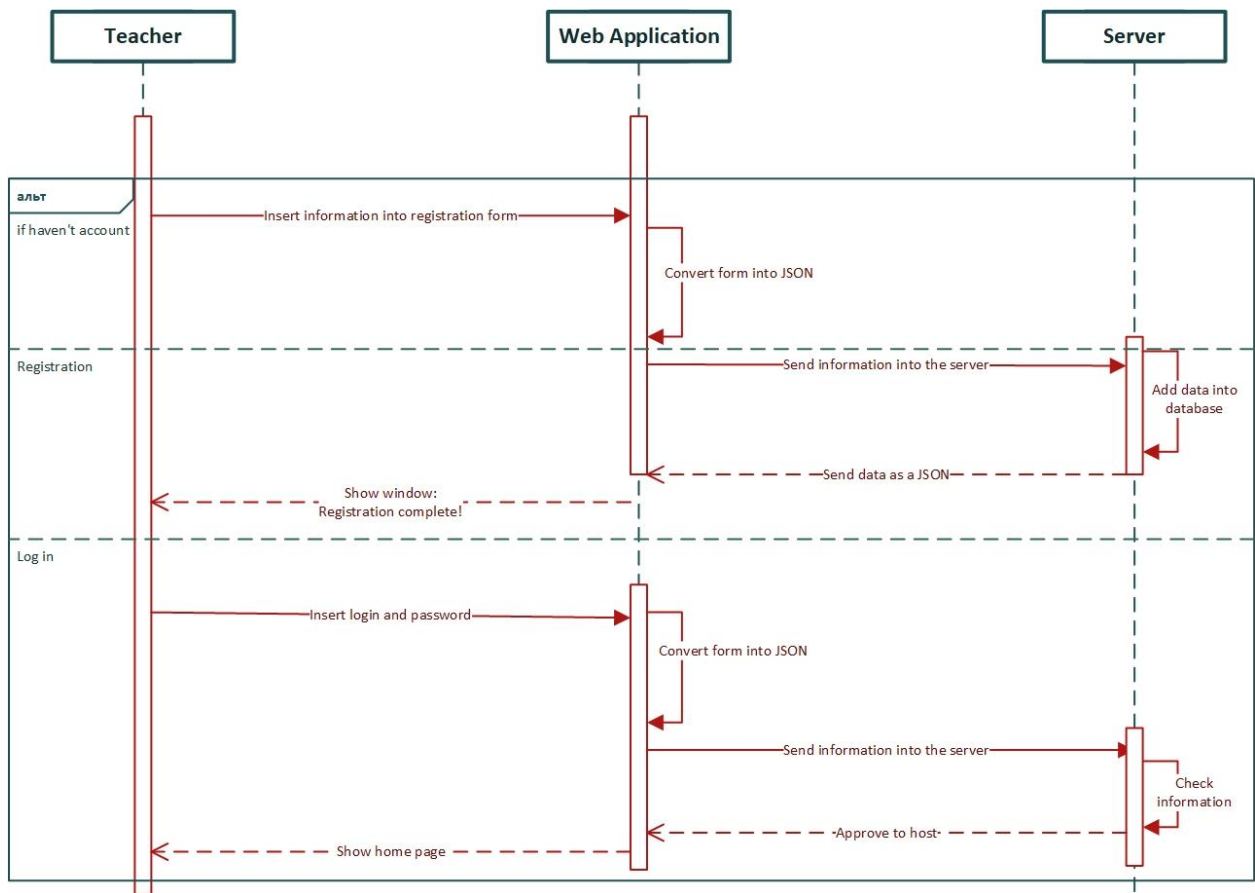 Teacher
Web Application
Server
альт
Insert information into registration form
if haven't account
Convert form into JSON
Registration
Send information into the server
Add data into
database
Send data as a JSON
Show window:
Registration complete!
Log in
Insert login and password
Convert form into JSON
Send information into the server
Check
information
Approve to host
Show home page